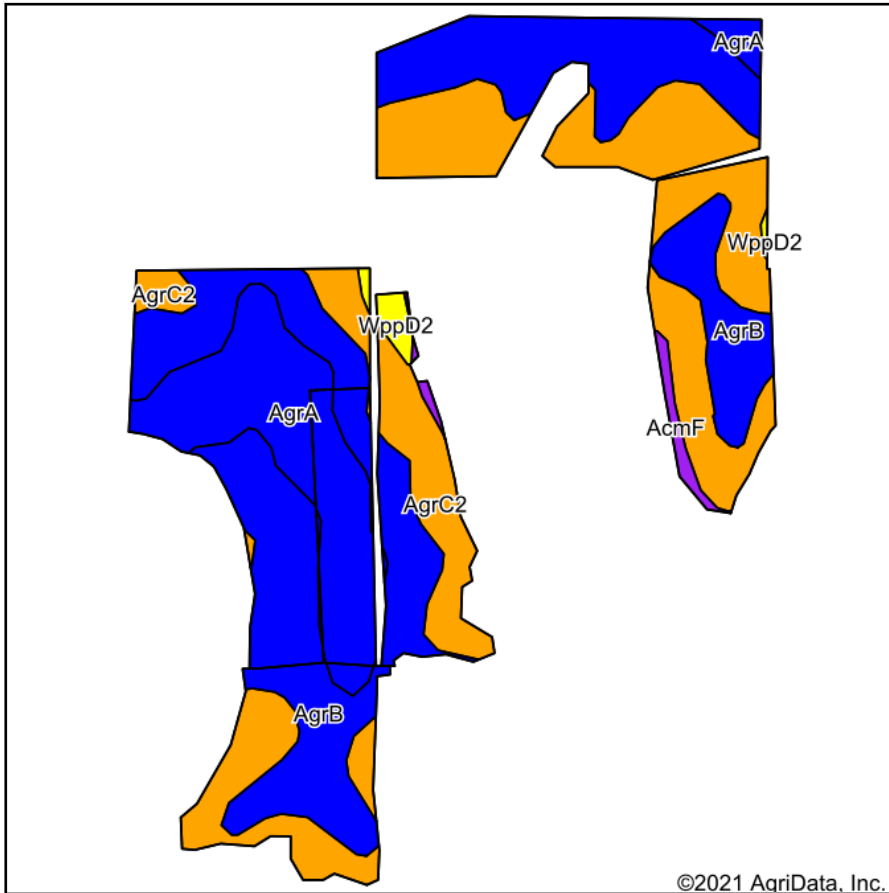 AgrA
WppD2
AgrC2
WppD2
AgrB
AgrA
AcmF
AgrC2
AgrB
©2021 AgriData, Inc.